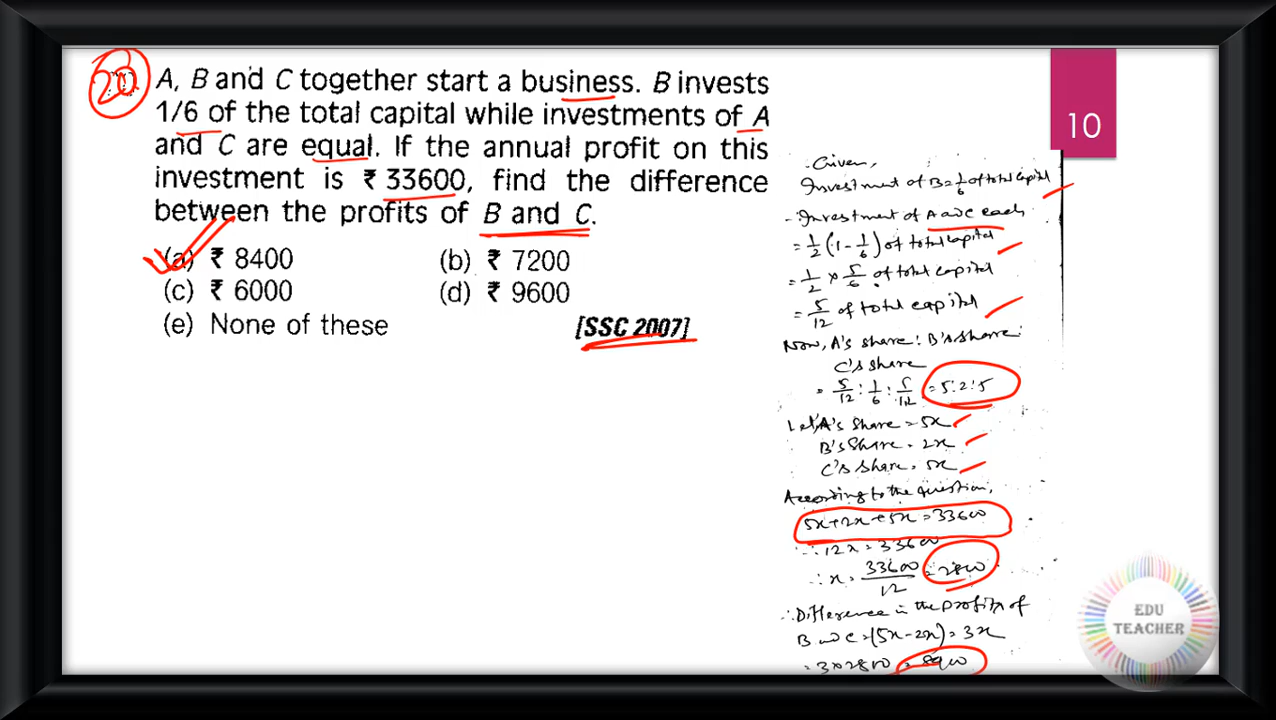 20
A, B and C together start a business. B invests
1/6 of the total capital while investments of A
and C are equal. If the annual profit on this
investment is ₹ 33600, find the difference
between the profits of B and C.
(a) ₹ 8400
(b) ₹ 7200
(c) ₹ 6000
(d) ₹ 9600
(e) None of these
[SSC 2007]
10
Given,
Investment of B = 1/6 of total capital
Investment of A & C each
= 1/2 (1 - 1/6) of total capital
= 1/2 × 5/6 of total capital
= 5/12 of total capital
Now, A's share : B's share :
C's share
= 5/12 : 1/6 : 5/12 = 5:2:5
Let, A's share = 5x
B's share = 2x
C's share = 5x
According to the question,
5x+2x+5x = 33600
∴ 12x = 33600
∴ x = 33600/12 = 2800
∴ Difference in the profits of
B & C = (5x-2x) = 3x
= 3×2800 = 8400
EDU
TEACHER